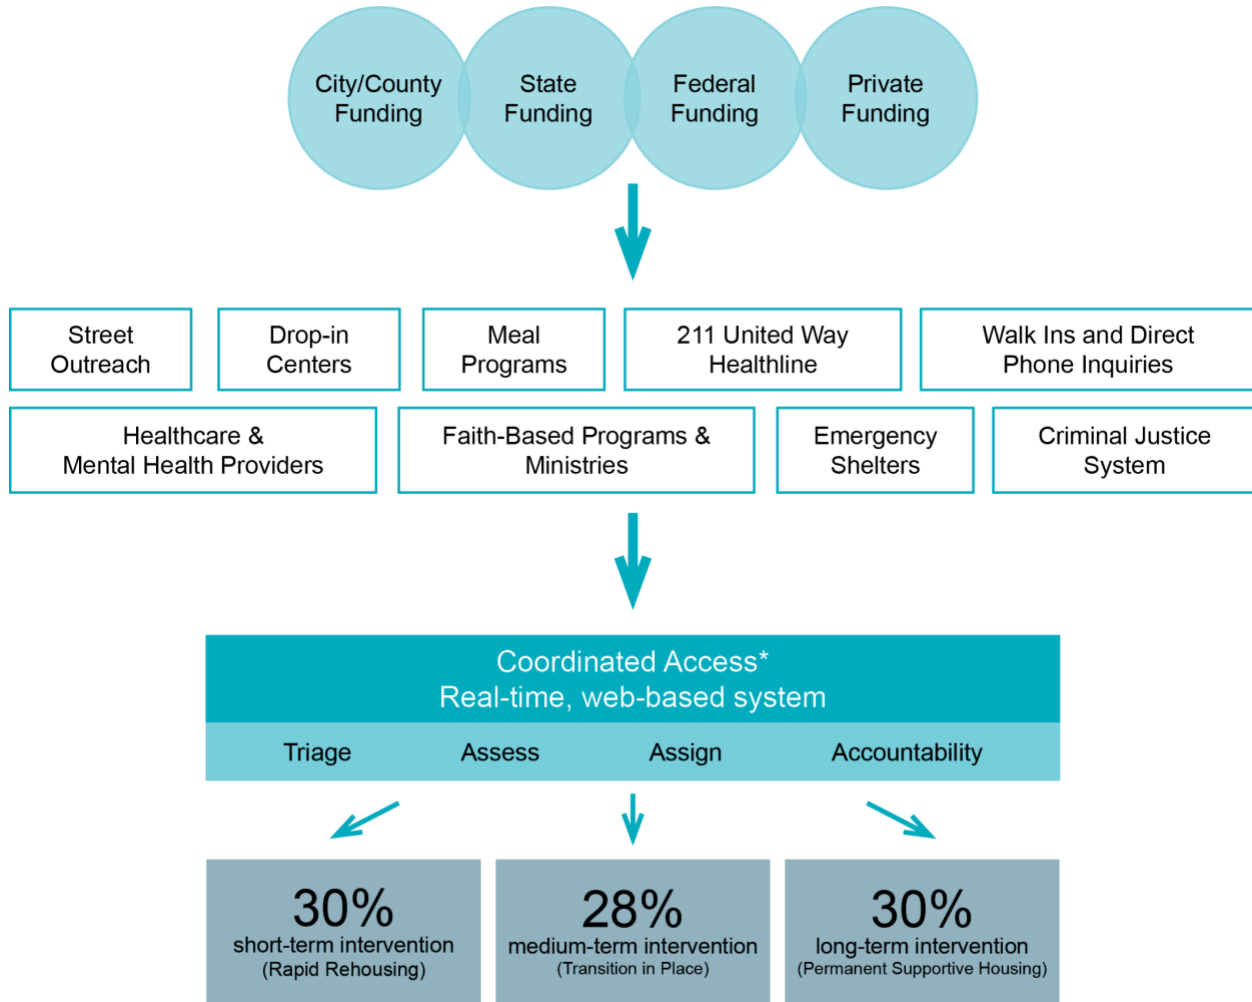 City/County
Funding
State
Funding
Federal
Funding
Private
Funding
Street
Outreach
Drop-in
Centers
Meal
Programs
211 United Way
Healthline
Walk Ins and Direct
Phone Inquiries
Healthcare &
Mental Health Providers
Faith-Based Programs &
Ministries
Emergency
Shelters
Criminal Justice
System
Coordinated Access*
Real-time, web-based system
Triage
Assess
Assign
Accountability
30%
short-term intervention
(Rapid Rehousing)
28%
medium-term intervention
(Transition in Place)
30%
long-term intervention
(Permanent Supportive Housing)